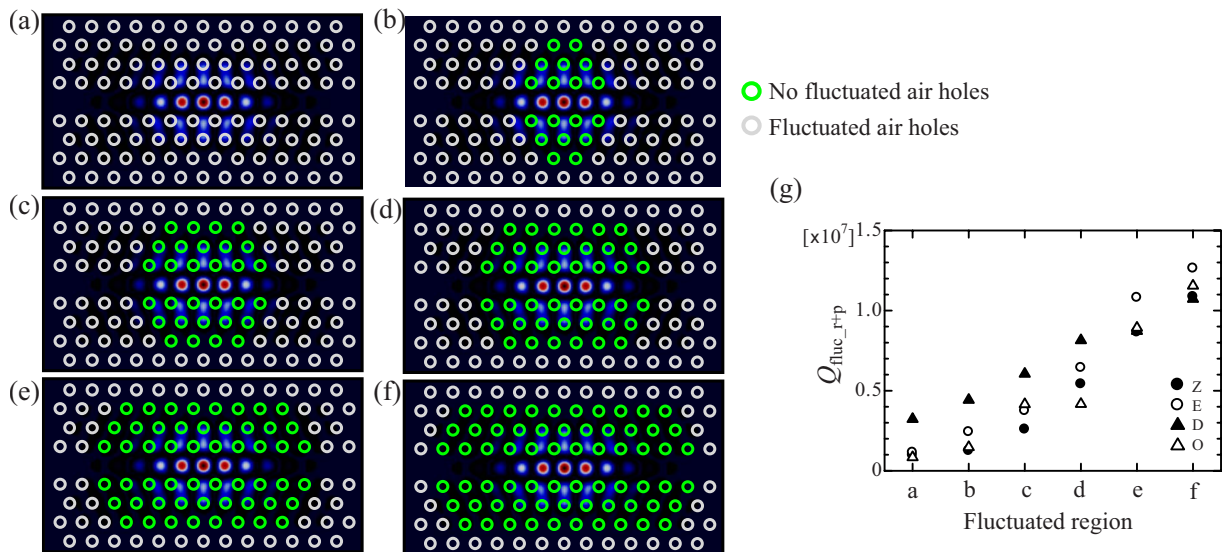 (a)
(b)
No fluctuated air holes
Fluctuated air holes
(c)
(d)
(e)
(f)
(g)
[x10⁷]
1.5
1.0
0.5
0
Q_fluc_r+p
Z
E
D
O
a b c d e f
Fluctuated region